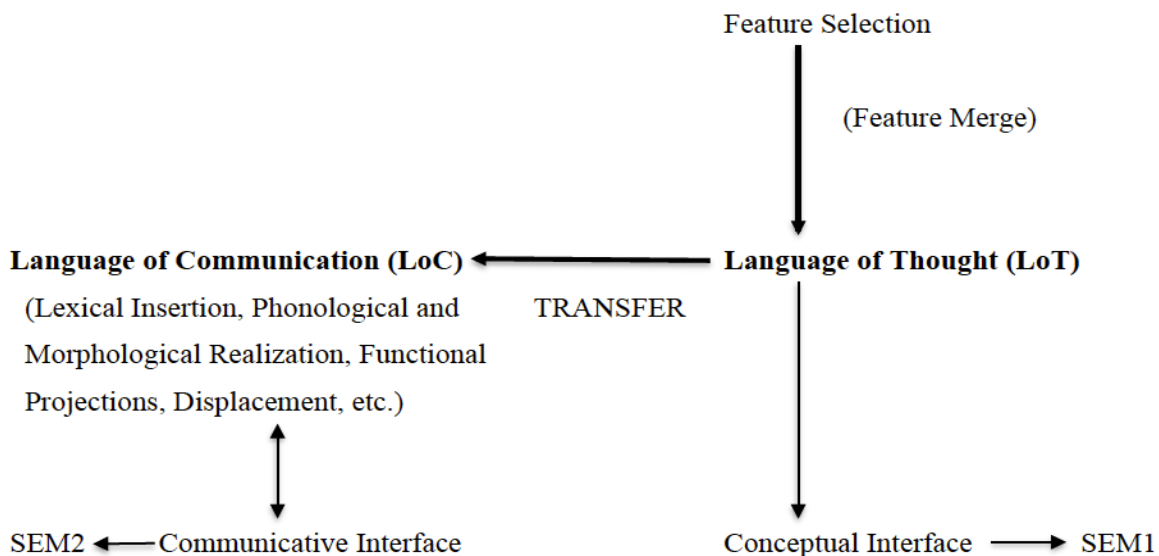 Feature Selection
(Feature Merge)
Language of Communication (LoC)
Language of Thought (LoT)
(Lexical Insertion, Phonological and
TRANSFER
Morphological Realization, Functional
Projections, Displacement, etc.)
SEM2
Communicative Interface
Conceptual Interface
SEM1